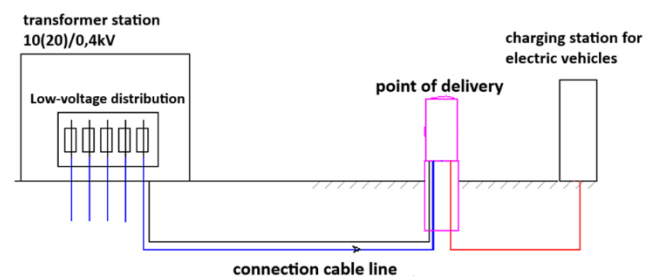 transformer station
10(20)/0,4kV
charging station for
electric vehicles
Low-voltage distribution
point of delivery
connection cable line